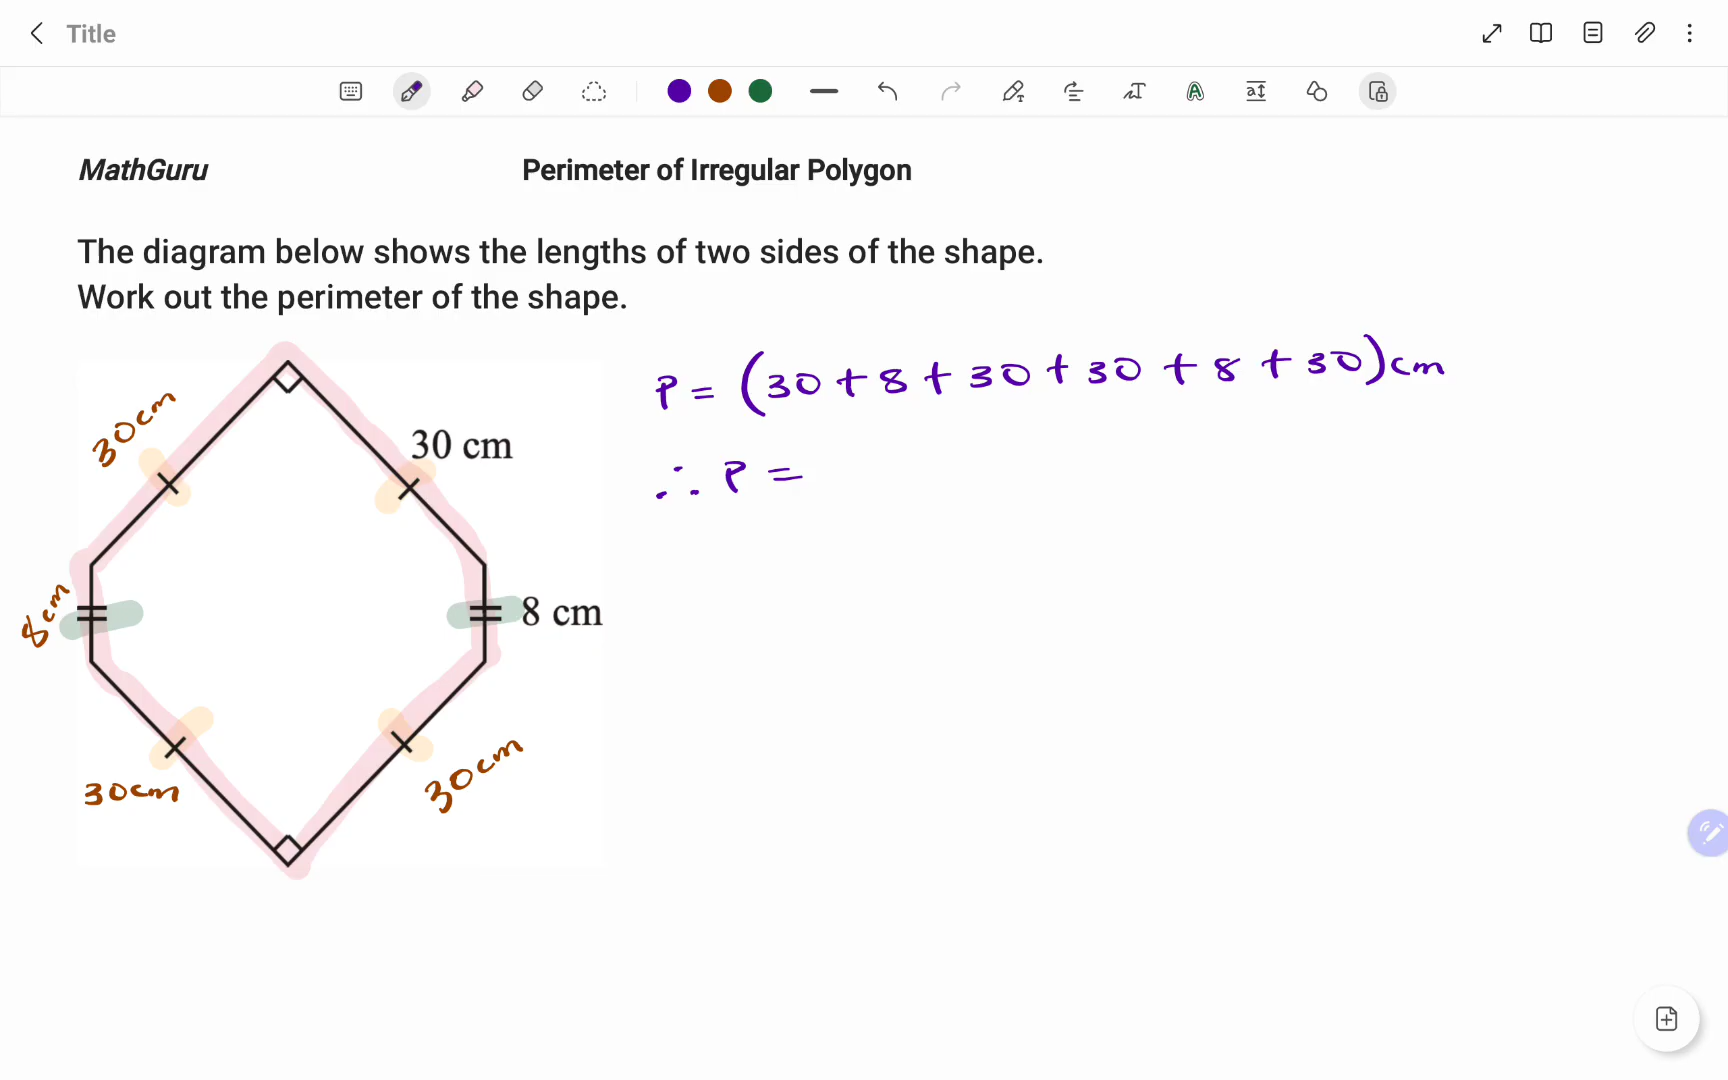 Title
MathGuru Perimeter of Irregular Polygon
The diagram below shows the lengths of two sides of the shape.
Work out the perimeter of the shape.
P = (30 + 8 + 30 + 30 + 8 + 30) cm
∴ P =
30cm
30 cm
8cm
8 cm
30cm
30cm